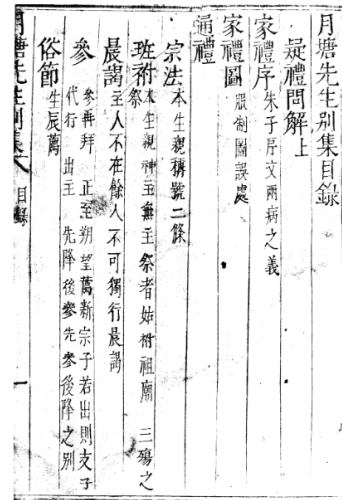 月塘先生別集目錄
疑禮問解上
家禮序 朱子序文兩病之義
家禮圖 服制圖誤處
通禮
宗法 本生親稱號二條
班祔 本生親神主無主祭者姑祔祖廟 三殤之
祭
晨謁 主人不在餘人不可獨行晨謁
參 參再拜 正至朔望薦新宗子若出則支子
代行 出主 先降後參先參後降之別
俗節 生辰薦
月塘先生別集 目錄 一